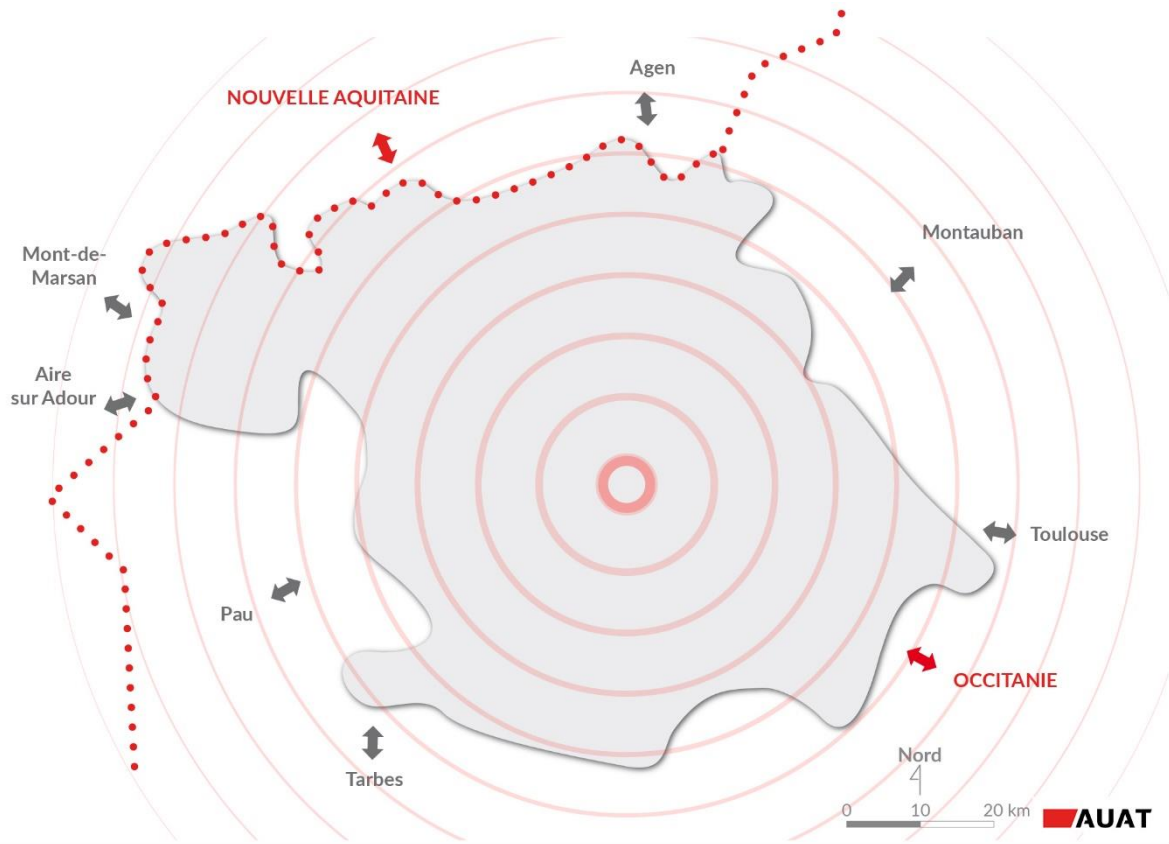 Agen
NOUVELLE AQUITAINE
Montauban
Mont-de-
Marsan
Aire
sur Adour
Toulouse
Pau
OCCITANIE
Nord
Tarbes
0 10 20 km
AUAT